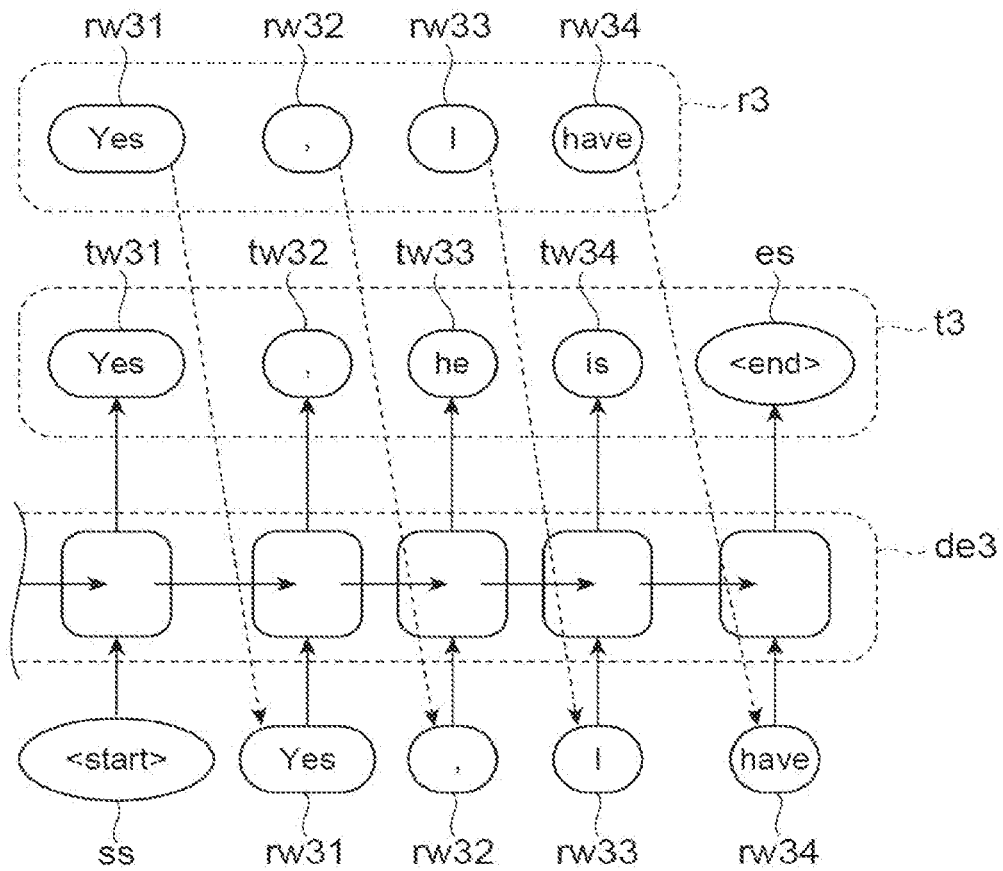 rw31 rw32 rw33 rw34
Yes , I have r3
tw31 tw32 tw33 tw34 es
Yes , he is <end> t3
de3
<start> Yes , I have
ss rw31 rw32 rw33 rw34